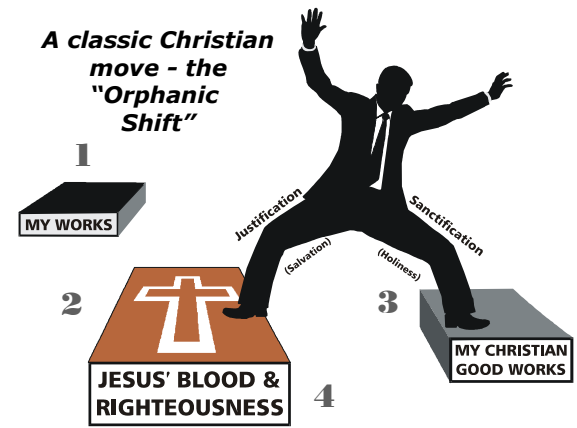 A classic Christian
move - the
“Orphanic
Shift”
1
MY WORKS
Justification
(Salvation)
Sanctification
(Holiness)
2
JESUS’ BLOOD &
RIGHTEOUSNESS
3
MY CHRISTIAN
GOOD WORKS
4